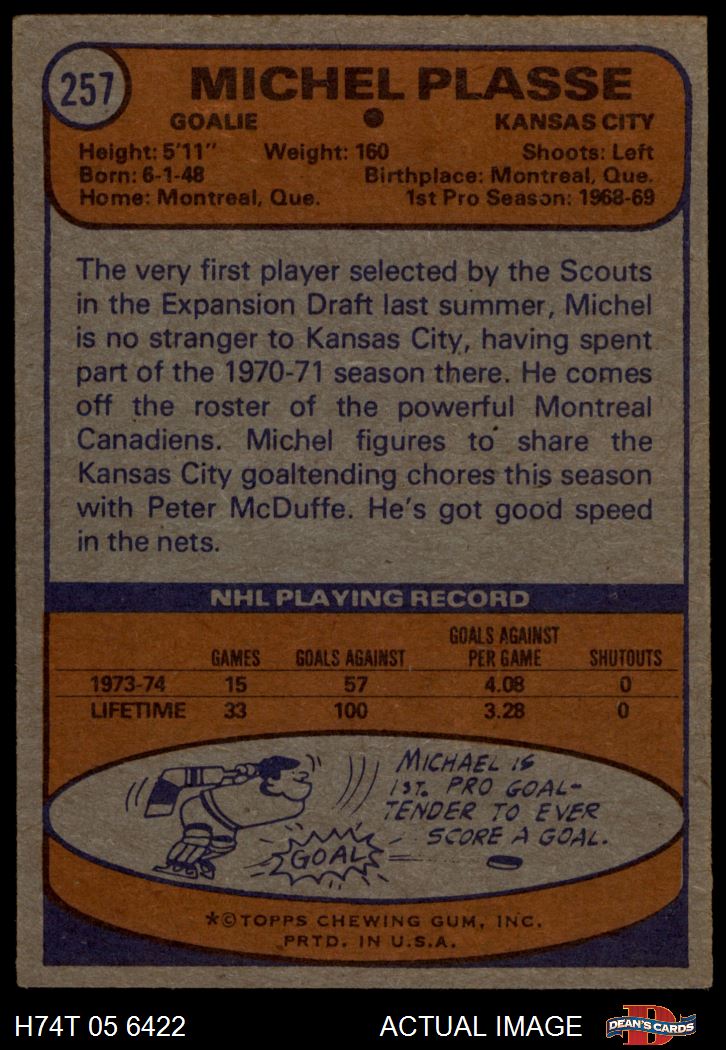 257
MICHEL PLASSE
GOALIE KANSAS CITY
Height: 5'11" Weight: 160 Shoots: Left
Born: 6-1-48 Birthplace: Montreal, Que.
Home: Montreal, Que. 1st Pro Season: 1968-69
The very first player selected by the Scouts
in the Expansion Draft last summer, Michel
is no stranger to Kansas City, having spent
part of the 1970-71 season there. He comes
off the roster of the powerful Montreal
Canadiens. Michel figures to share the
Kansas City goaltending chores this season
with Peter McDuffe. He's got good speed
in the nets.
NHL PLAYING RECORD
GAMES GOALS AGAINST GOALS AGAINST PER GAME SHUTOUTS
1973-74 15 57 4.08 0
LIFETIME 33 100 3.28 0
MICHAEL IS
1ST. PRO GOAL-
TENDER TO EVER
SCORE A GOAL.
GOAL
*©TOPPS CHEWING GUM, INC.
PRTD. IN U.S.A.
H74T 05 6422 ACTUAL IMAGE D DEAN'S CARDS